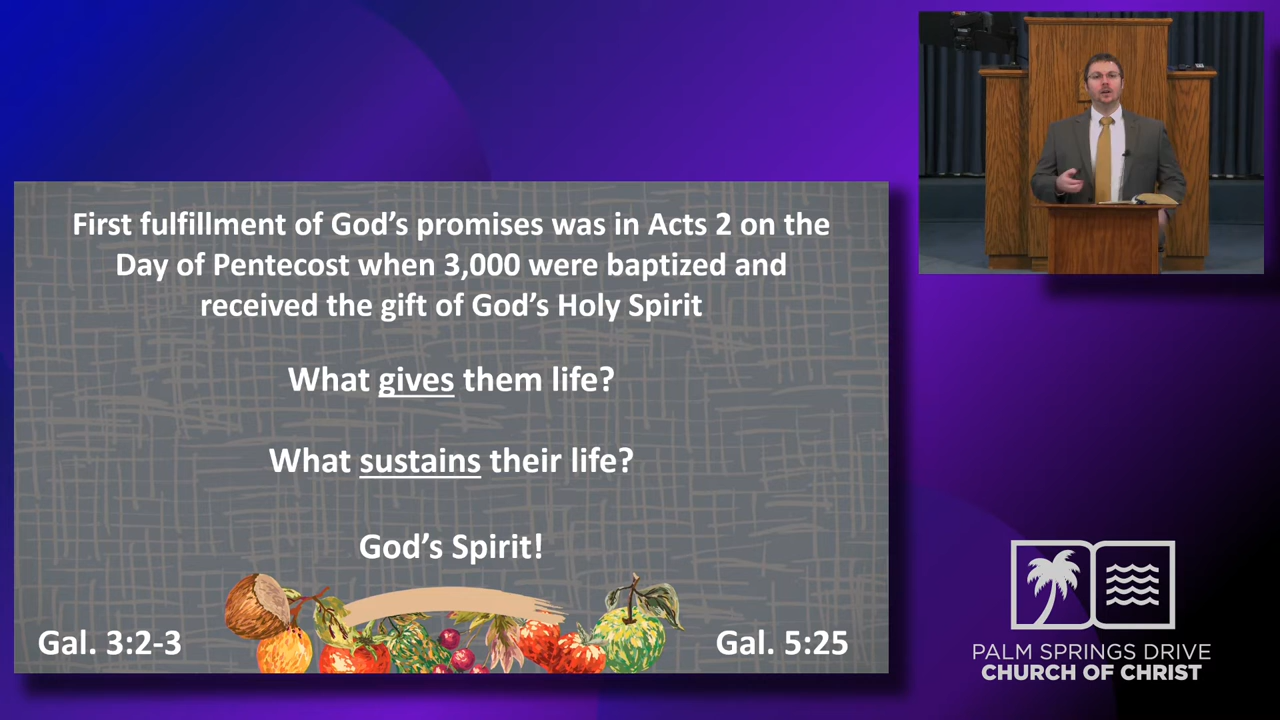 First fulfillment of God’s promises was in Acts 2 on the
Day of Pentecost when 3,000 were baptized and
received the gift of God’s Holy Spirit
What gives them life?
What sustains their life?
God’s Spirit!
Gal. 3:2-3
Gal. 5:25
PALM SPRINGS DRIVE
CHURCH OF CHRIST